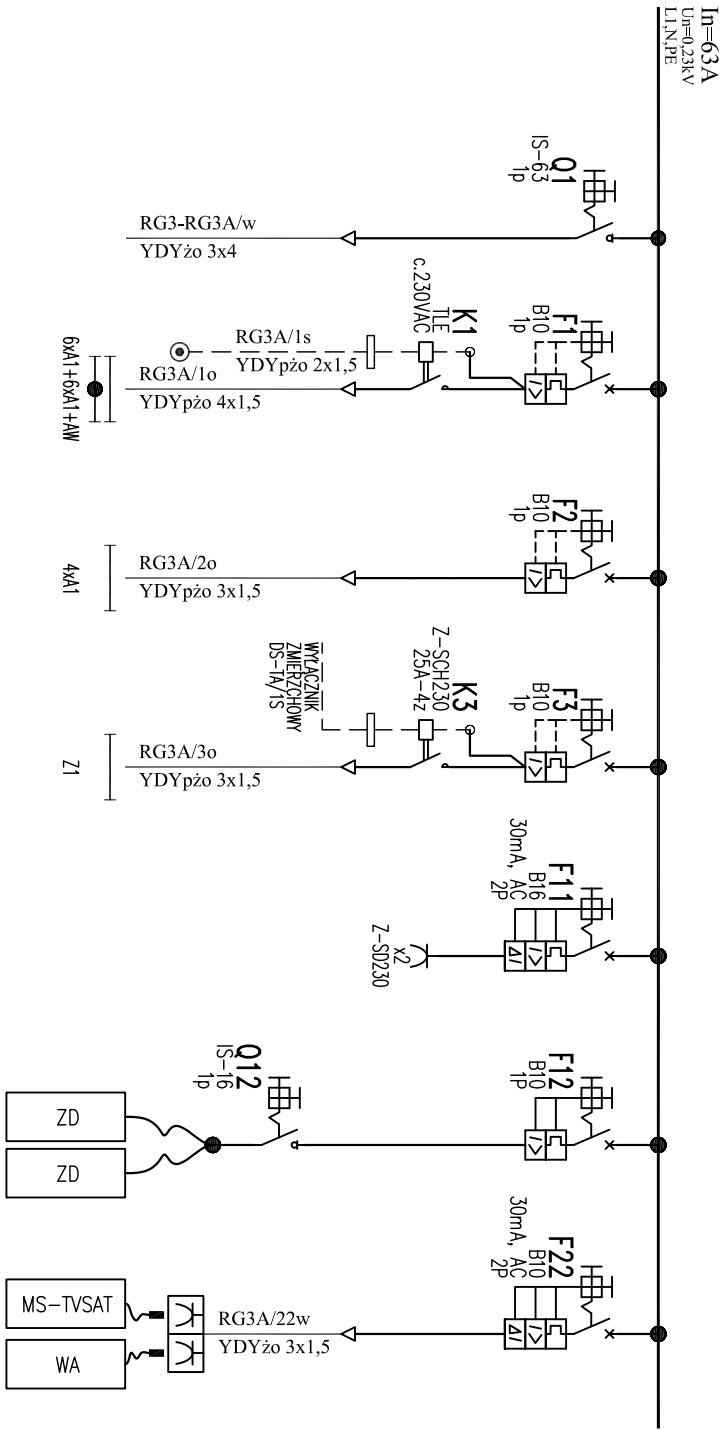 In=63A
Un=0,23kV
L1,N,PE
Q1
IS-63
1p
RG3-RG3A/w
YDYżo 3x4
F1
B10
1p
K1
TLE
c.230VAC
RG3A/1s
YDYpżo 2x1,5
RG3A/1o
YDYpżo 4x1,5
6xA1+6xA1+AW
F2
B10
1p
RG3A/2o
YDYpżo 3x1,5
4xA1
F3
B10
1p
K3
Z-SCH230
25A-4z
WYŁĄCZNIK
ZMIERZCHOWY
DS-TA/1S
RG3A/3o
YDYpżo 3x1,5
Z1
F11
B16
30mA, AC
2P
I>
ΔI
x2
Z-SD230
F12
B10
1P
I>
Q12
IS-16
1p
ZD
ZD
F22
B10
30mA, AC
2P
I>
ΔI
RG3A/22w
YDYżo 3x1,5
MS-TVSAT
WA